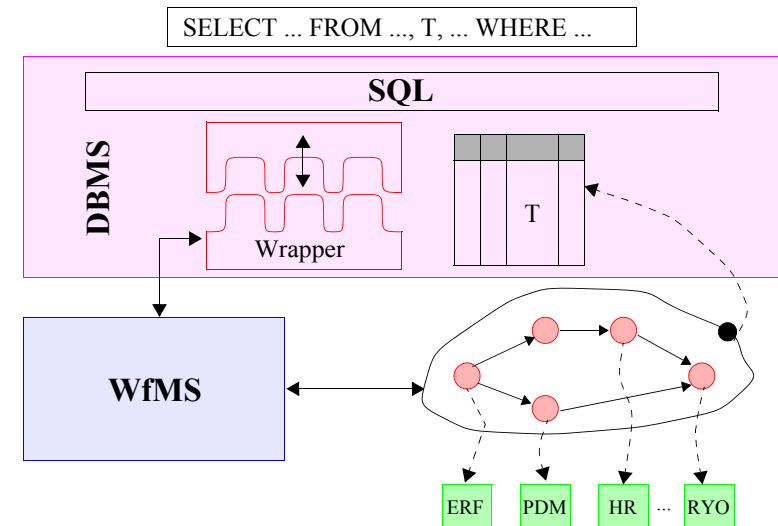 SELECT ... FROM ..., T, ... WHERE ...
SQL
DBMS
Wrapper
T
WfMS
ERF PDM HR ... RYO